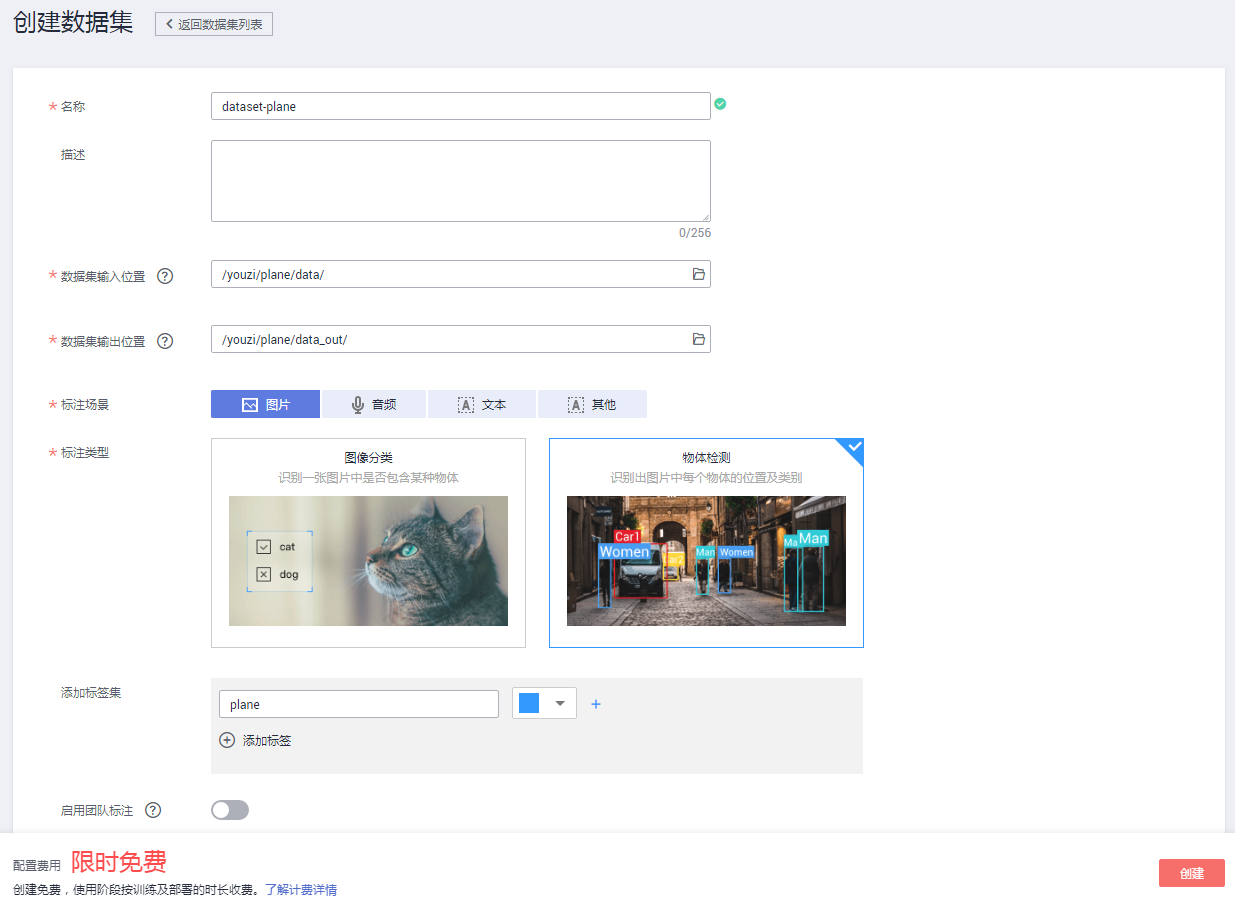 创建数据集
返回数据集列表
* 名称
dataset-plane
描述
0/256
* 数据集输入位置 ?
/youzi/plane/data/
* 数据集输出位置 ?
/youzi/plane/data_out/
* 标注场景
图片
音频
A 文本
A 其他
* 标注类型
图像分类
识别一张图片中是否包含某种物体
cat
dog
物体检测
识别出图片中每个物体的位置及类别
Car1
Women
Man
Women
Ma
Man
添加标签集
plane
+
添加标签
启用团队标注 ?
配置费用 限时免费
创建免费，使用阶段按训练及部署的时长收费。了解计费详情
创建